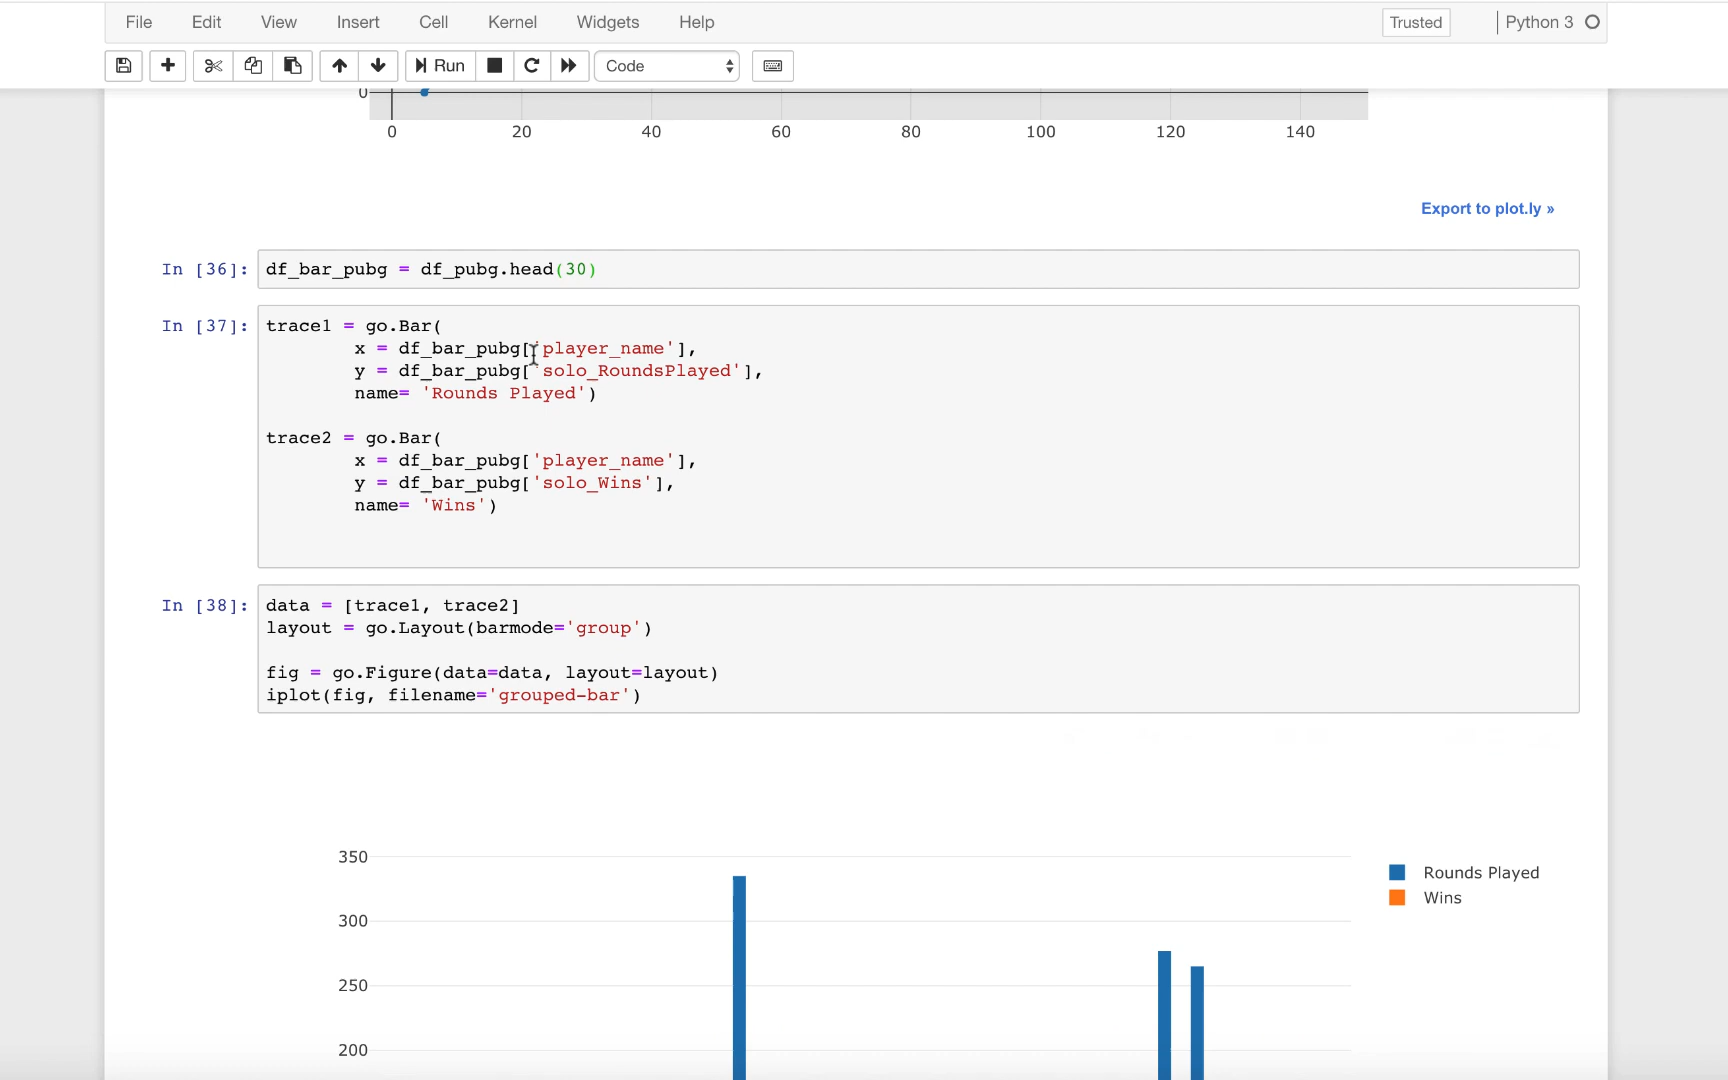 File Edit View Insert Cell Kernel Widgets Help Trusted Python 3
Run Code
0
0 20 40 60 80 100 120 140
Export to plot.ly »
In [36]: df_bar_pubg = df_pubg.head(30)
In [37]: trace1 = go.Bar(
x = df_bar_pubg['player_name'],
y = df_bar_pubg['solo_RoundsPlayed'],
name= 'Rounds Played')
trace2 = go.Bar(
x = df_bar_pubg['player_name'],
y = df_bar_pubg['solo_Wins'],
name= 'Wins')
In [38]: data = [trace1, trace2]
layout = go.Layout(barmode='group')
fig = go.Figure(data=data, layout=layout)
iplot(fig, filename='grouped-bar')
350
Rounds Played
Wins
300
250
200